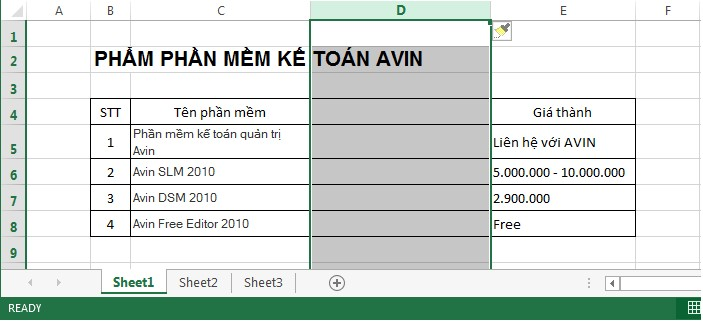 A B C D E F
1
2 PHẨM PHẦN MỀM KẾ TOÁN AVIN
3
4 STT Tên phần mềm Giá thành
5 1 Phần mềm kế toán quản trị
Avin Liên hệ với AVIN
6 2 Avin SLM 2010 5.000.000 - 10.000.000
7 3 Avin DSM 2010 2.900.000
8 4 Avin Free Editor 2010 Free
9
Sheet1 Sheet2 Sheet3
READY